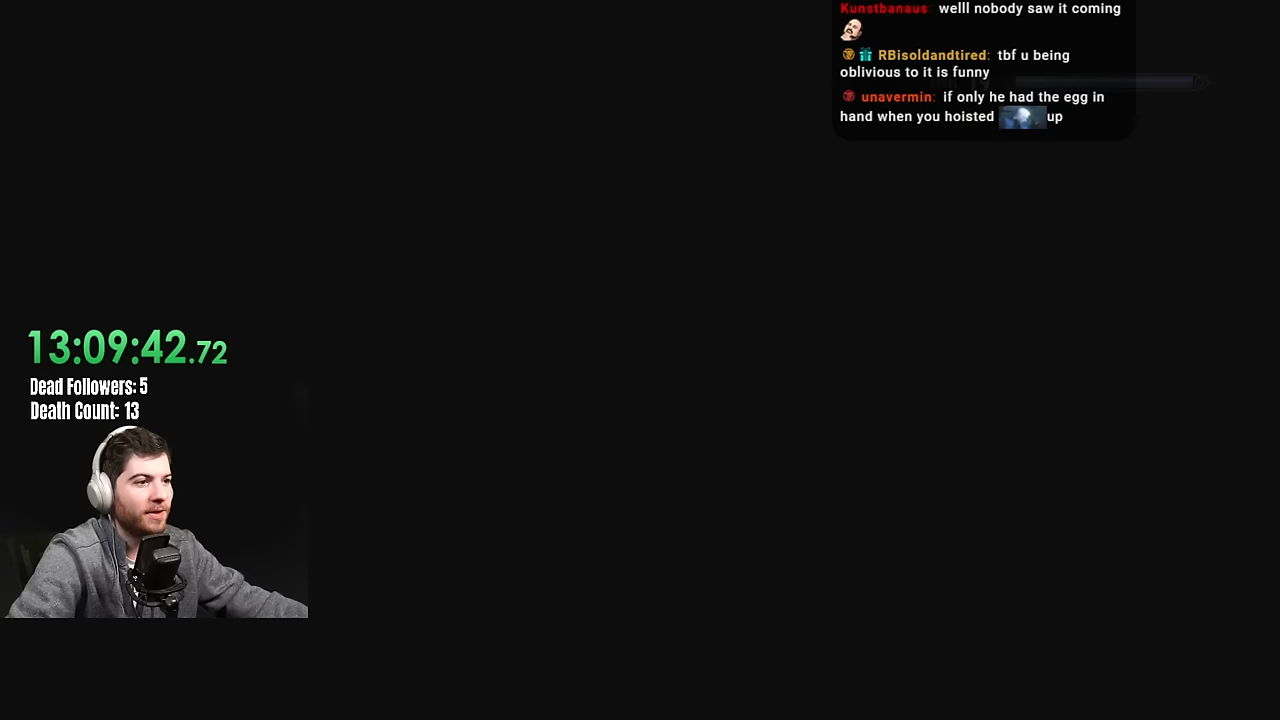 Kunstbanaus: welll nobody saw it coming
RBisoldandtired: tbf u being
oblivious to it is funny
unavermin: if only he had the egg in
hand when you hoisted up
13:09:42.72
Dead Followers: 5
Death Count: 13